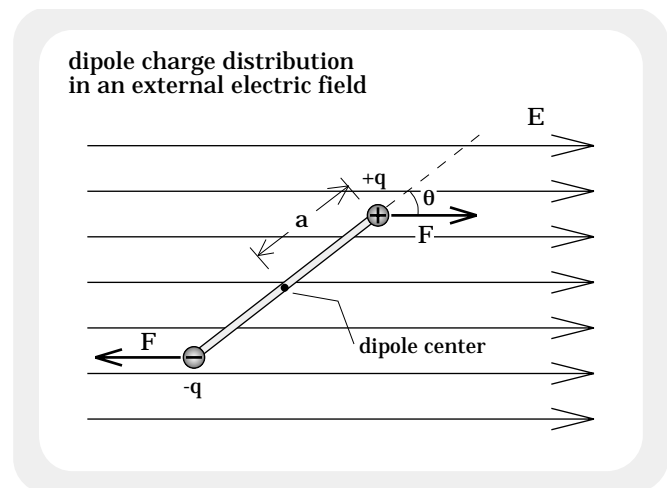 dipole charge distribution
in an external electric field
E
+q
θ
a
F
F
dipole center
-q